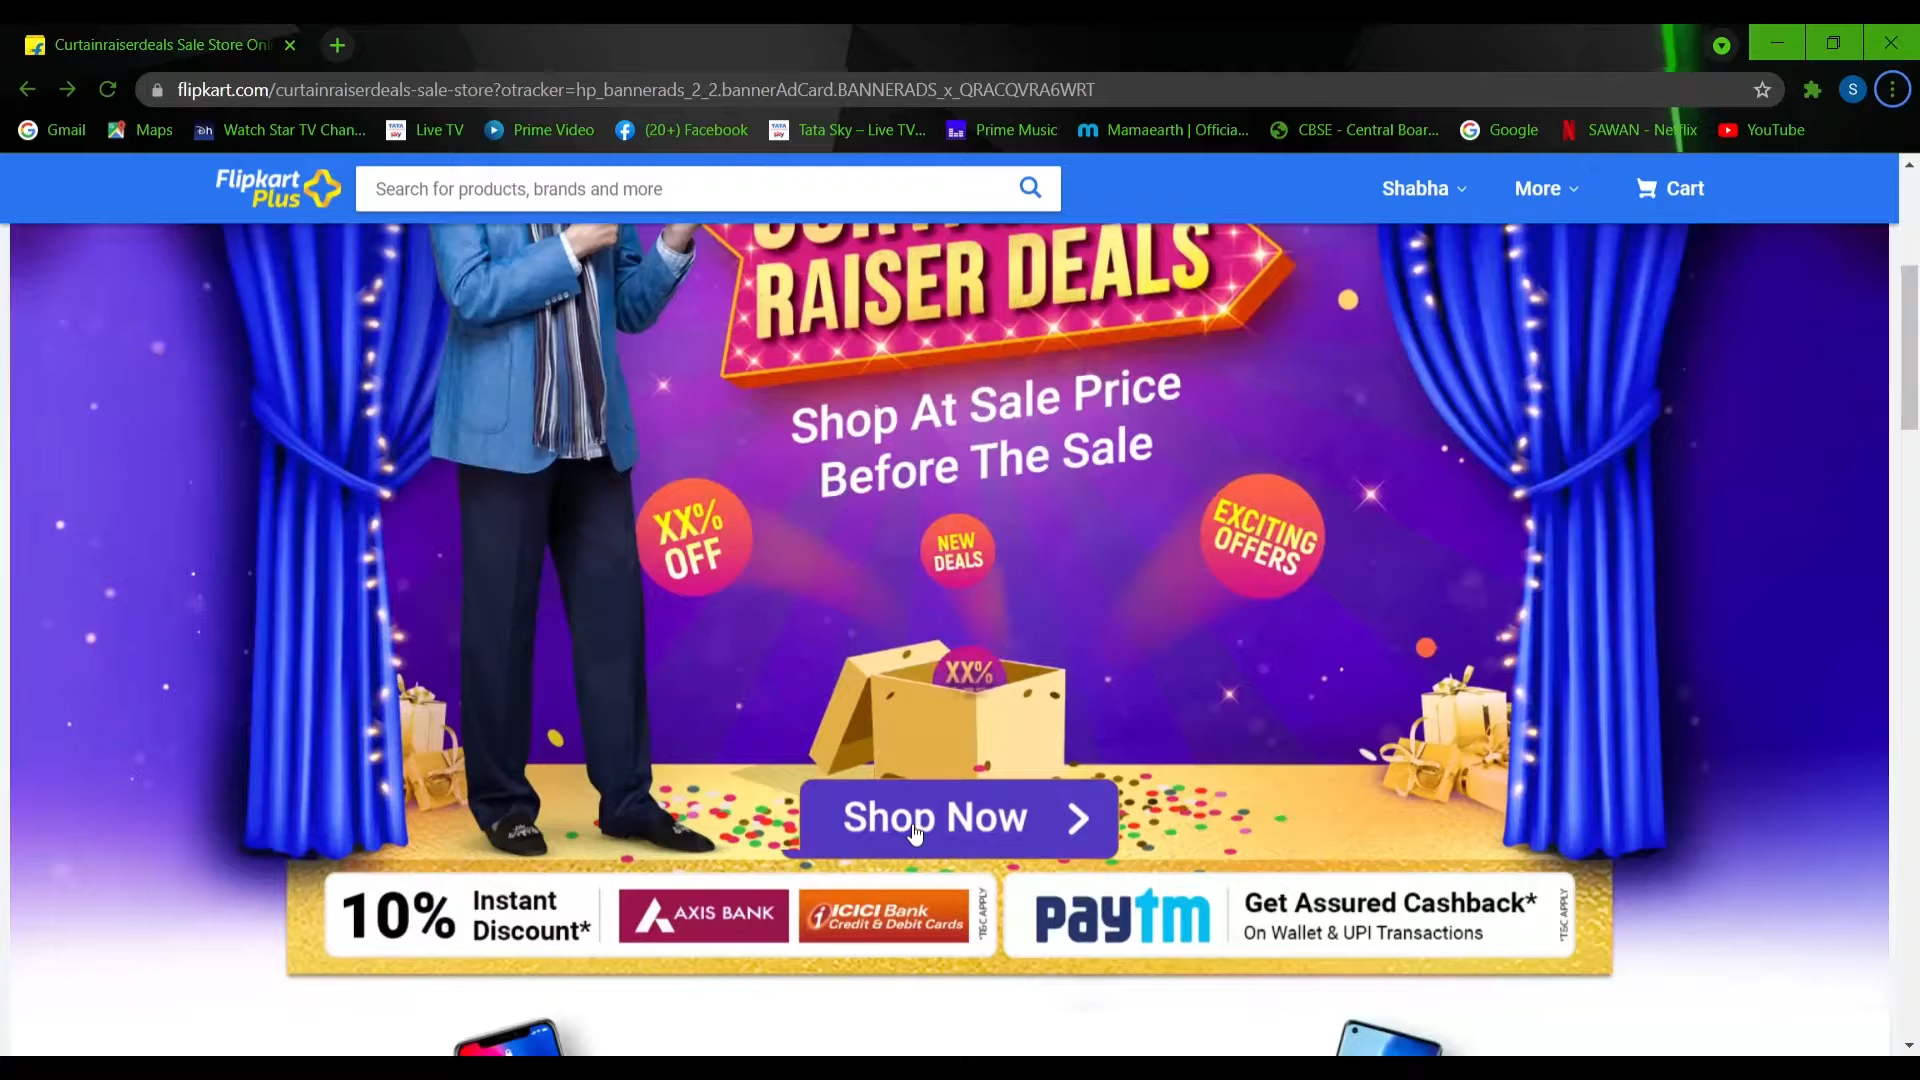 Curtainraiserdeals Sale Store Onl
flipkart.com/curtainraiserdeals-sale-store?otracker=hp_bannerads_2_2.bannerAdCard.BANNERADS_x_QRACQVRA6WRT
S
Gmail Maps Watch Star TV Chan... Live TV Prime Video (20+) Facebook Tata Sky – Live TV... Prime Music Mamaearth | Officia... CBSE - Central Boar... Google SAWAN - Netflix YouTube
Flipkart
Plus
Search for products, brands and more
Shabha More Cart
RAISER DEALS
Shop At Sale Price
Before The Sale
XX%
OFF
NEW
DEALS
EXCITING
OFFERS
XX%
Shop Now
10% Instant
Discount*
AXIS BANK
ICICI Bank
Credit & Debit Cards
*T&C APPLY
paytm
Get Assured Cashback*
On Wallet & UPI Transactions
*T&C APPLY